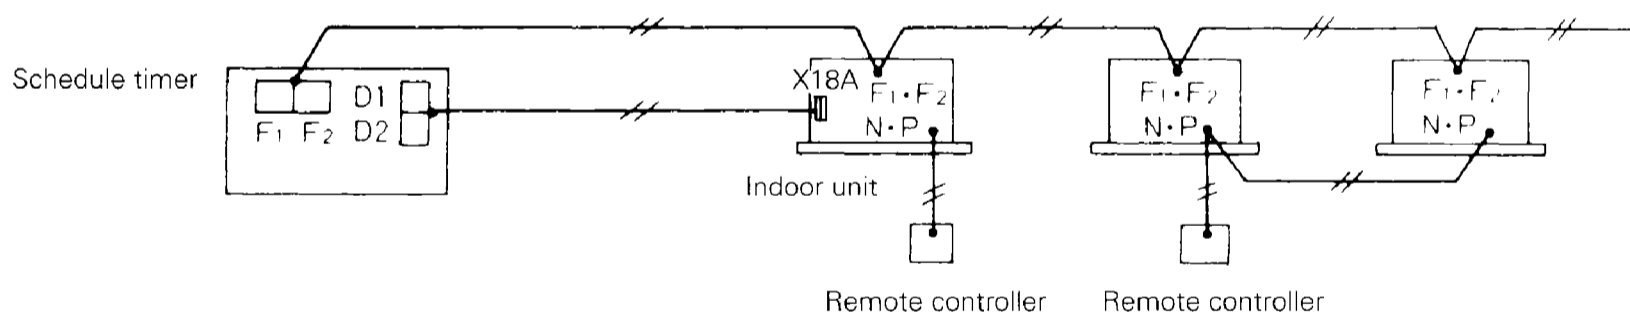 Schedule timer
F1 F2
D1
D2
X18A
F1·F2
N·P
Indoor unit
Remote controller
F1·F2
N·P
Remote controller
F1·F2
N·P